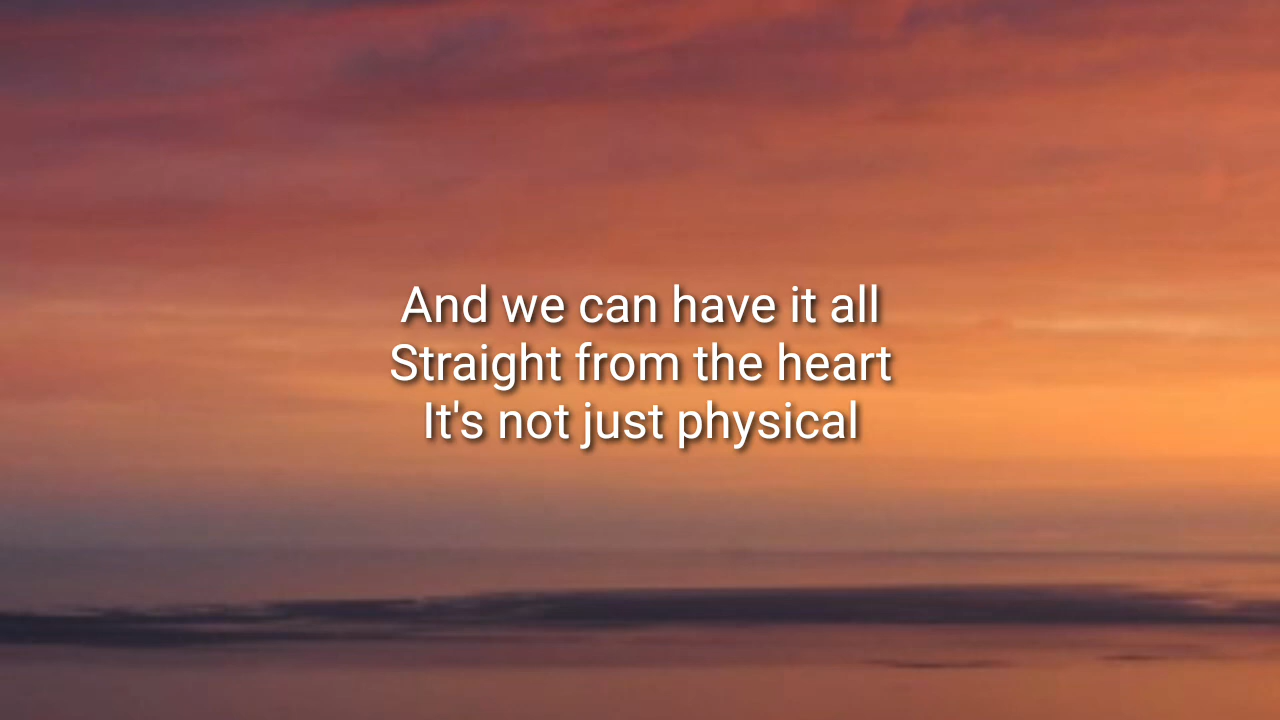 And we can have it all
Straight from the heart
It's not just physical